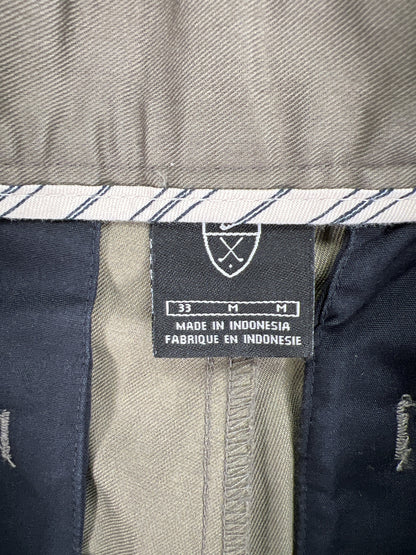 33 M M
MADE IN INDONESIA
FABRIQUE EN INDONESIE